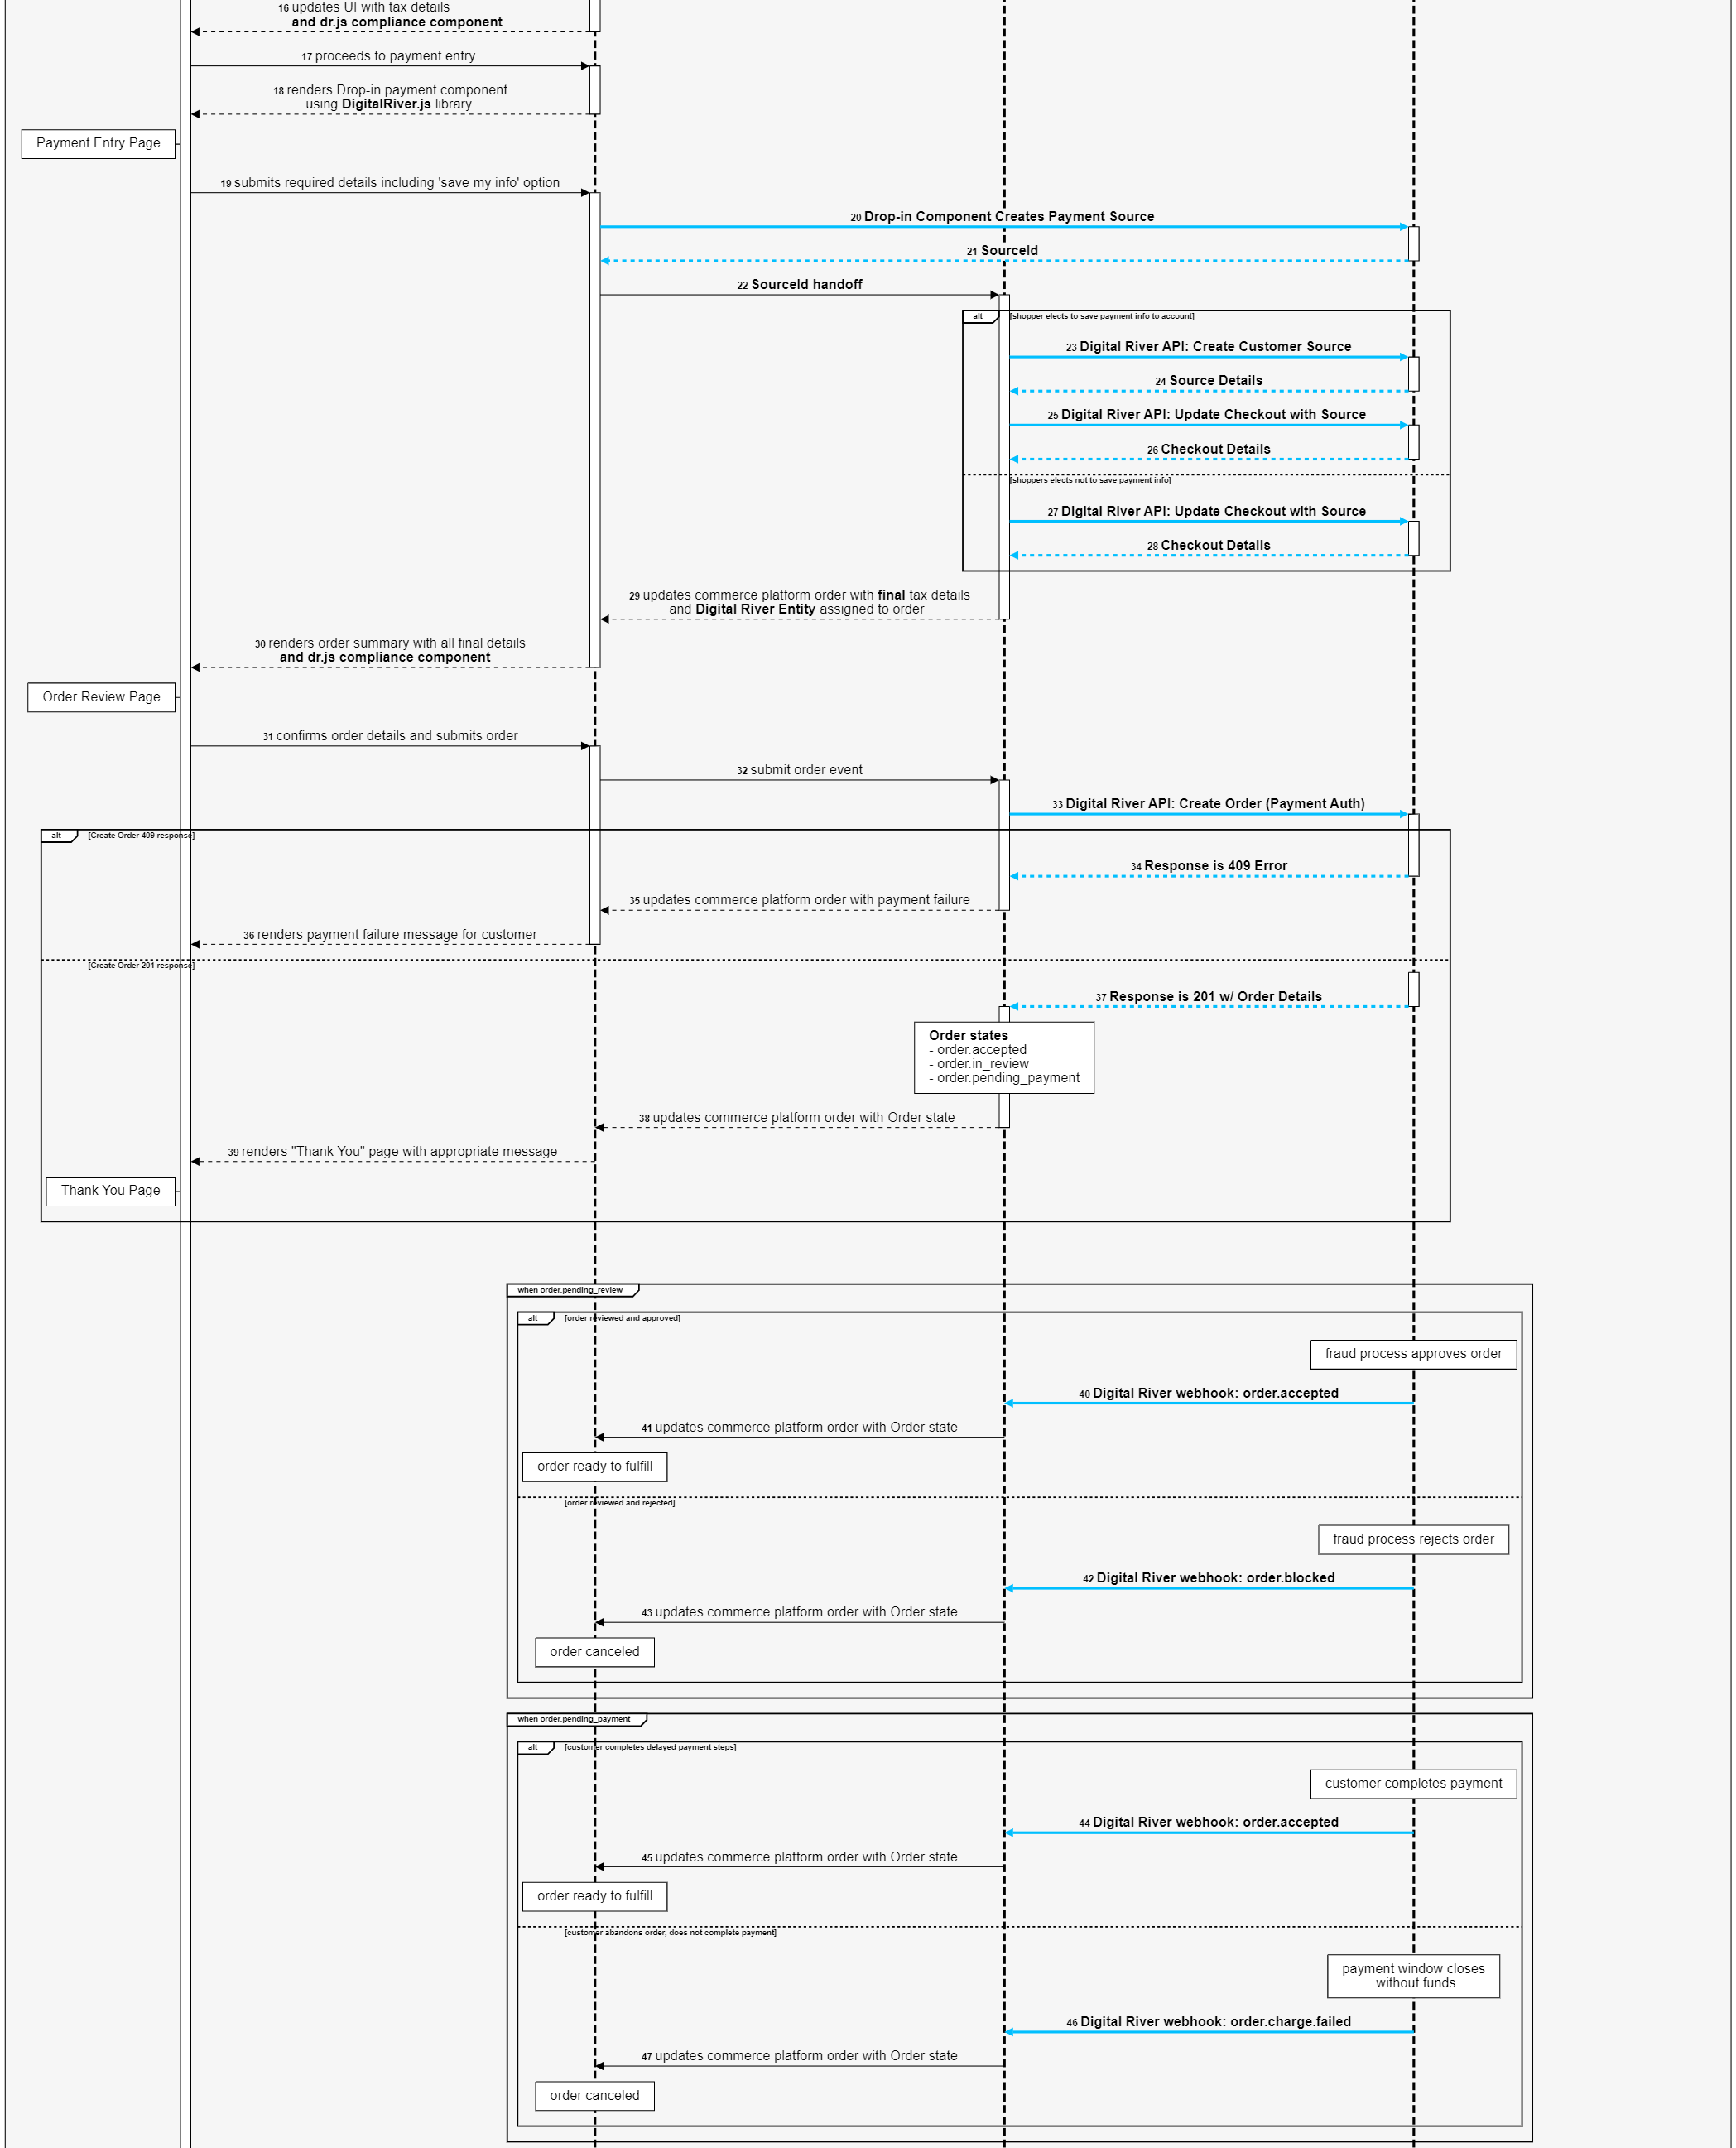 16 updates UI with tax details
and dr.js compliance component
17 proceeds to payment entry
18 renders Drop-in payment component
using DigitalRiver.js library
Payment Entry Page
19 submits required details including 'save my info' option
20 Drop-in Component Creates Payment Source
21 SourceId
22 SourceId handoff
alt [shopper elects to save payment info to account]
23 Digital River API: Create Customer Source
24 Source Details
25 Digital River API: Update Checkout with Source
26 Checkout Details
[shoppers elects not to save payment info]
27 Digital River API: Update Checkout with Source
28 Checkout Details
29 updates commerce platform order with final tax details
and Digital River Entity assigned to order
30 renders order summary with all final details
and dr.js compliance component
Order Review Page
31 confirms order details and submits order
32 submit order event
33 Digital River API: Create Order (Payment Auth)
alt [Create Order 409 response]
34 Response is 409 Error
35 updates commerce platform order with payment failure
36 renders payment failure message for customer
[Create Order 201 response]
37 Response is 201 w/ Order Details
Order states
- order.accepted
- order.in_review
- order.pending_payment
38 updates commerce platform order with Order state
39 renders "Thank You" page with appropriate message
Thank You Page
when order.pending_review
alt [order reviewed and approved]
fraud process approves order
40 Digital River webhook: order.accepted
41 updates commerce platform order with Order state
order ready to fulfill
[order reviewed and rejected]
fraud process rejects order
42 Digital River webhook: order.blocked
43 updates commerce platform order with Order state
order canceled
when order.pending_payment
alt [customer completes delayed payment steps]
customer completes payment
44 Digital River webhook: order.accepted
45 updates commerce platform order with Order state
order ready to fulfill
[customer abandons order, does not complete payment]
payment window closes
without funds
46 Digital River webhook: order.charge.failed
47 updates commerce platform order with Order state
order canceled